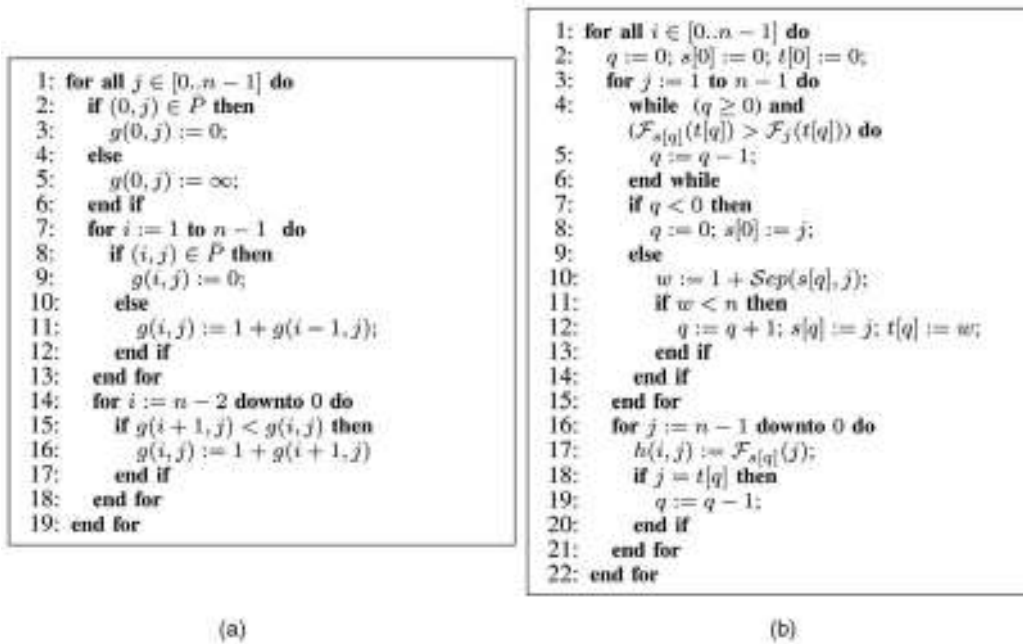 1: for all j ∈ [0..n − 1] do
2: if (0, j) ∈ P then
3: g(0, j) := 0;
4: else
5: g(0, j) := ∞;
6: end if
7: for i := 1 to n − 1 do
8: if (i, j) ∈ P then
9: g(i, j) := 0;
10: else
11: g(i, j) := 1 + g(i − 1, j);
12: end if
13: end for
14: for i := n − 2 downto 0 do
15: if g(i + 1, j) < g(i, j) then
16: g(i, j) := 1 + g(i + 1, j)
17: end if
18: end for
19: end for
(a)
1: for all i ∈ [0..n − 1] do
2: q := 0; s[0] := 0; t[0] := 0;
3: for j := 1 to n − 1 do
4: while (q ≥ 0) and
(F_{s[q]}(t[q]) > F_j(t[q])) do
5: q := q − 1;
6: end while
7: if q < 0 then
8: q := 0; s[0] := j;
9: else
10: w := 1 + Sep(s[q], j);
11: if w < n then
12: q := q + 1; s[q] := j; t[q] := w;
13: end if
14: end if
15: end for
16: for j := n − 1 downto 0 do
17: h(i, j) := F_{s[q]}(j);
18: if j = t[q] then
19: q := q − 1;
20: end if
21: end for
22: end for
(b)